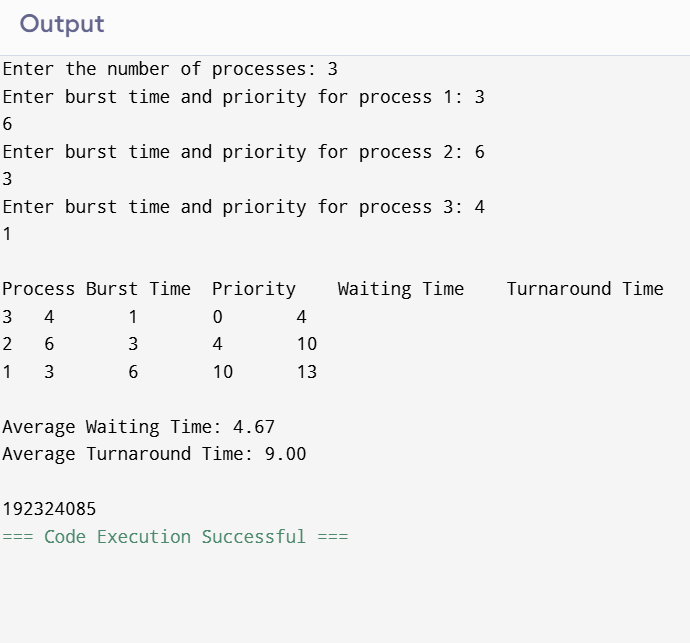 Output
Enter the number of processes: 3
Enter burst time and priority for process 1: 3
6
Enter burst time and priority for process 2: 6
3
Enter burst time and priority for process 3: 4
1
Process Burst Time  Priority    Waiting Time    Turnaround Time
3   4       1       0       4
2   6       3       4       10
1   3       6       10      13
Average Waiting Time: 4.67
Average Turnaround Time: 9.00
192324085
=== Code Execution Successful ===